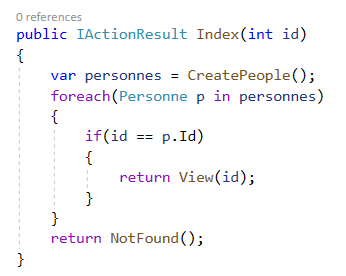 0 references
public IActionResult Index(int id)
{
    var personnes = CreatePeople();
    foreach(Personne p in personnes)
    {
        if(id == p.Id)
        {
            return View(id);
        }
    }
    return NotFound();
}